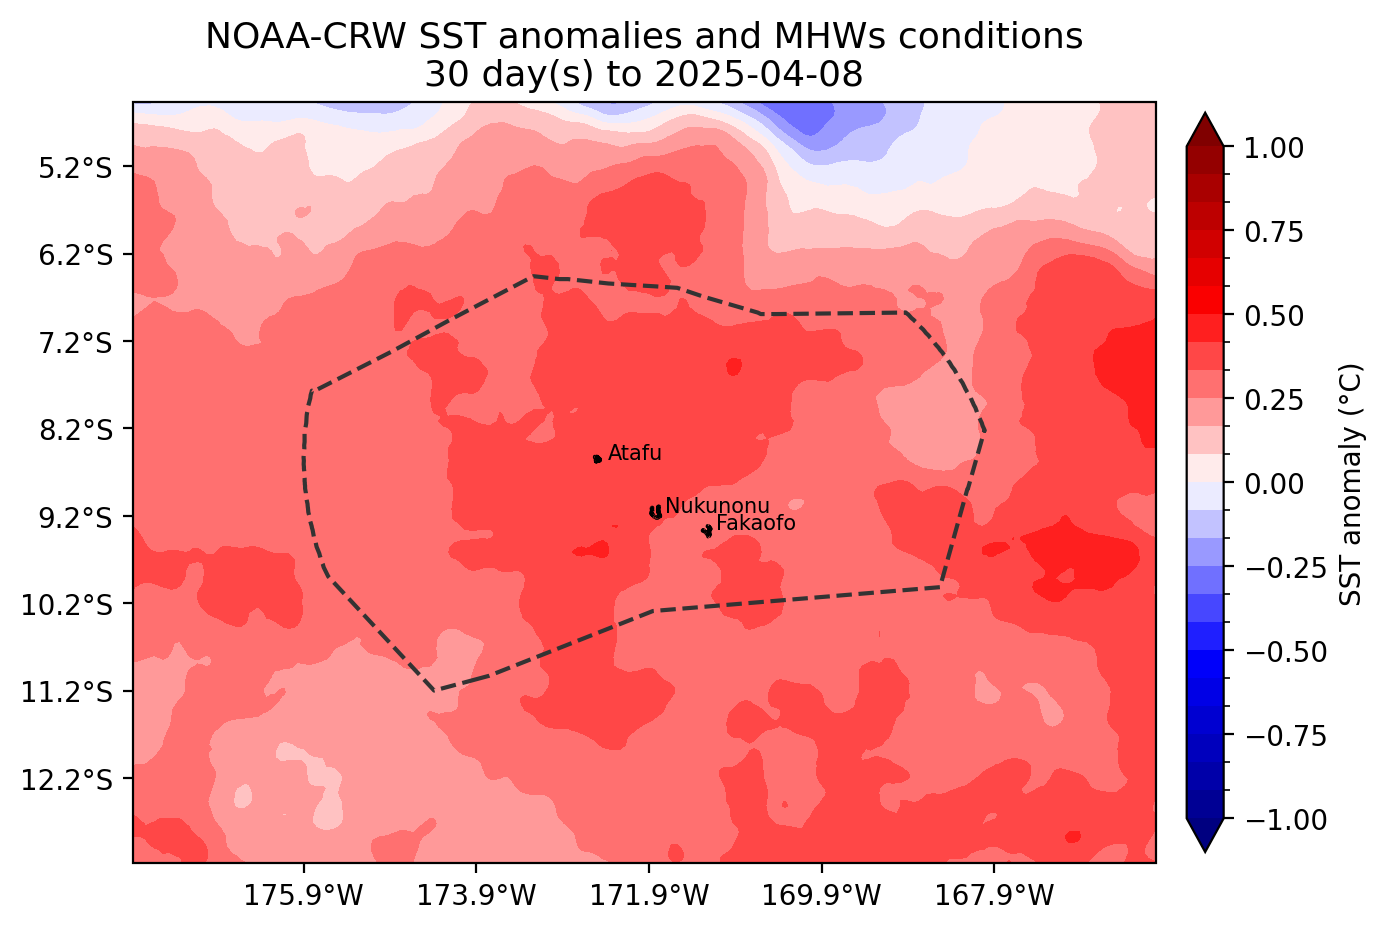 NOAA-CRW SST anomalies and MHWs conditions
30 day(s) to 2025-04-08
5.2°S
6.2°S
7.2°S
8.2°S
9.2°S
10.2°S
11.2°S
12.2°S
Atafu
Nukunonu
Fakaofo
175.9°W
173.9°W
171.9°W
169.9°W
167.9°W
1.00
0.75
0.50
0.25
0.00
−0.25
−0.50
−0.75
−1.00
SST anomaly (°C)